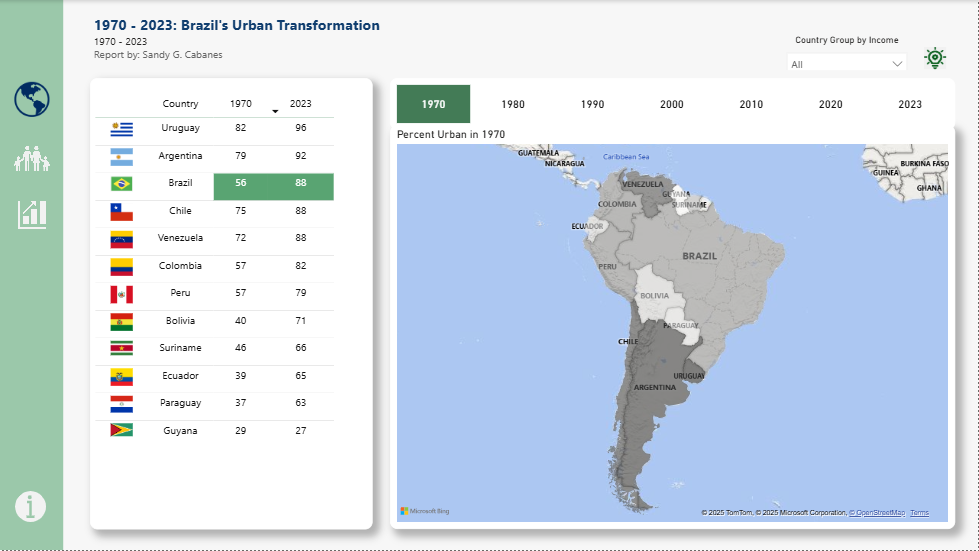 1970 - 2023: Brazil's Urban Transformation
1970 - 2023
Report by: Sandy G. Cabanes
Country Group by Income
All
Country 1970 2023
Uruguay 82 96
Argentina 79 92
Brazil 56 88
Chile 75 88
Venezuela 72 88
Colombia 57 82
Peru 57 79
Bolivia 40 71
Suriname 46 66
Ecuador 39 65
Paraguay 37 63
Guyana 29 27
1970 1980 1990 2000 2010 2020 2023
Percent Urban in 1970
GUATEMALA
NICARAGUA
Caribbean Sea
BURKINA FASO
GUINEA
GHANA
VENEZUELA
GUYANA
COLOMBIA
SURINAME
ECUADOR
BRAZIL
PERU
BOLIVIA
PARAGUAY
CHILE
URUGUAY
ARGENTINA
Microsoft Bing
© 2025 TomTom, © 2025 Microsoft Corporation, © OpenStreetMap Terms